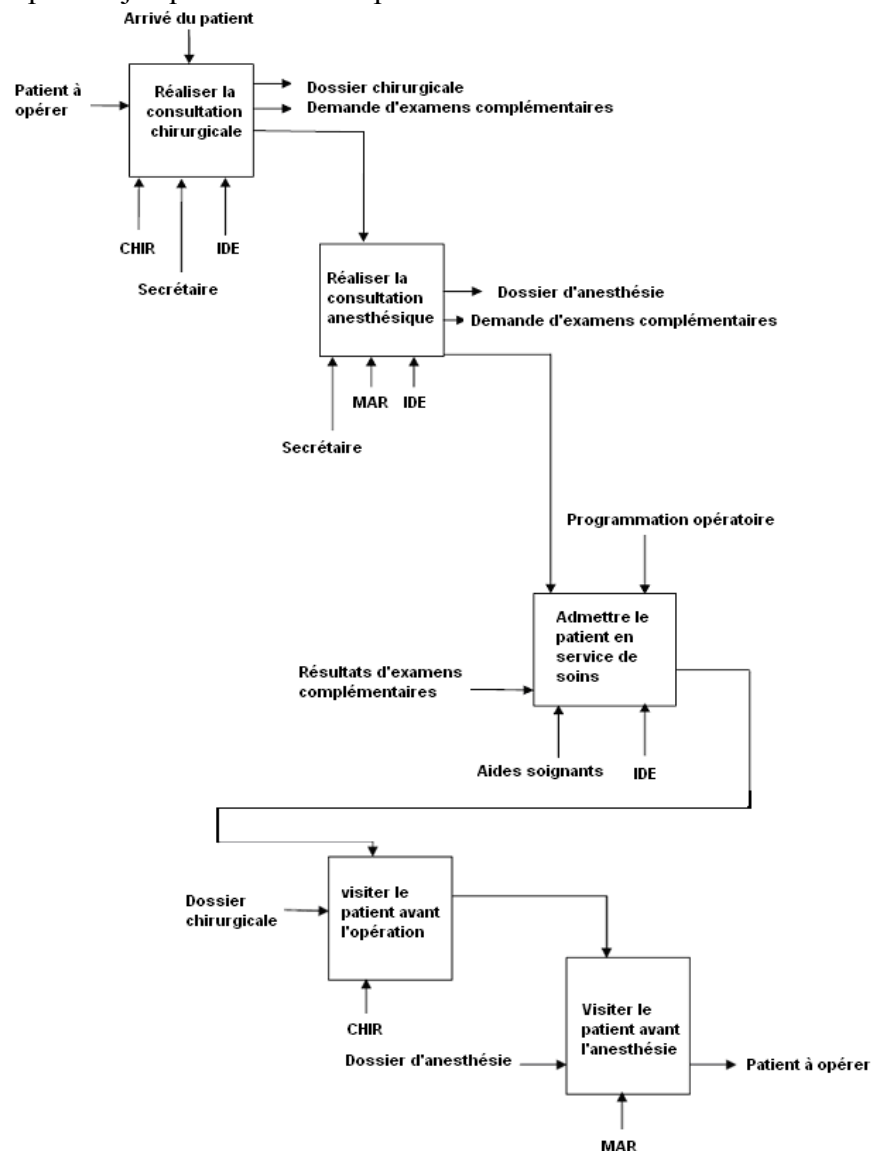 Arrivé du patient
Patient à
opérer
Réaliser la
consultation
chirurgicale
Dossier chirurgicale
Demande d'examens complémentaires
CHIR
IDE
Secrétaire
Réaliser la
consultation
anesthésique
Dossier d'anesthésie
Demande d'examens complémentaires
MAR
IDE
Secrétaire
Programmation opératoire
Admettre le
patient en
service de
soins
Résultats d'examens
complémentaires
Aides soignants
IDE
Dossier
chirurgicale
visiter le
patient avant
l'opération
CHIR
Visiter le
patient avant
l'anesthésie
Dossier d'anesthésie
Patient à opérer
MAR